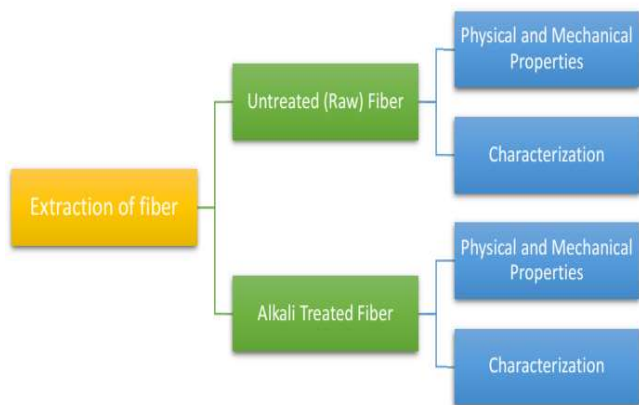 Extraction of fiber
Untreated (Raw) Fiber
Physical and Mechanical
Properties
Characterization
Alkali Treated Fiber
Physical and Mechanical
Properties
Characterization